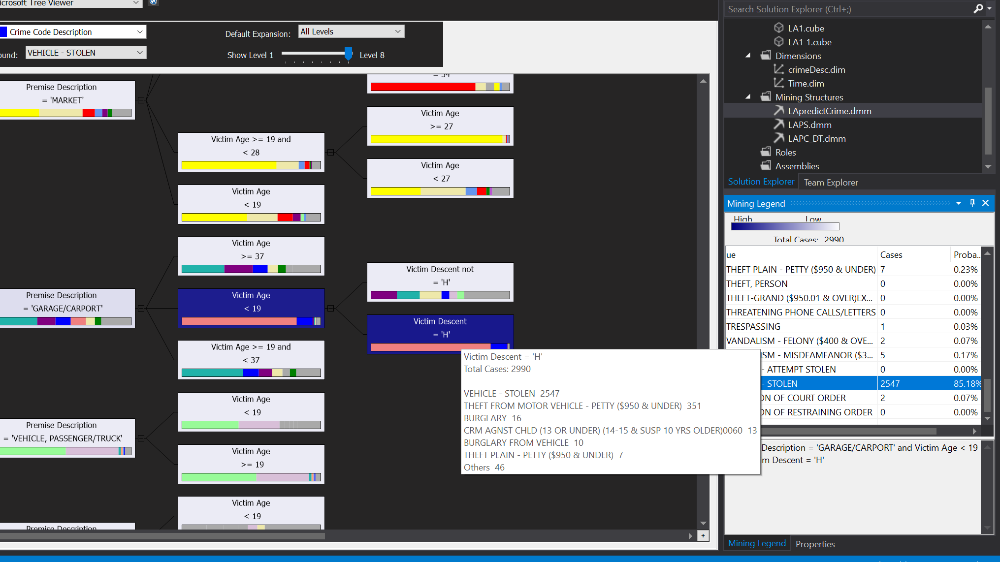 icrosoft Tree Viewer
Crime Code Description
Default Expansion:
All Levels
ound:
VEHICLE - STOLEN
Show Level 1
Level 8
Premise Description
= 'MARKET'
Victim Age >= 19 and
< 28
Victim Age
< 19
Victim Age
>= 37
Premise Description
= 'GARAGE/CARPORT'
Victim Age
< 19
Victim Age >= 19 and
< 37
Premise Description
= 'VEHICLE, PASSENGER/TRUCK'
Victim Age
< 19
Victim Age
>= 19
Victim Age
< 19
Premise Description
= 54
Victim Age
>= 27
Victim Age
< 27
Victim Descent not
= 'H'
Victim Descent
= 'H'
Victim Descent = 'H'
Total Cases: 2990
VEHICLE - STOLEN 2547
THEFT FROM MOTOR VEHICLE - PETTY ($950 & UNDER) 351
BURGLARY 16
CRM AGNST CHLD (13 OR UNDER) (14-15 & SUSP 10 YRS OLDER)0060 13
BURGLARY FROM VEHICLE 10
THEFT PLAIN - PETTY ($950 & UNDER) 7
Others 46
+
Search Solution Explorer (Ctrl+;)
LA1.cube
LA1 1.cube
Dimensions
crimeDesc.dim
Time.dim
Mining Structures
LApredictCrime.dmm
LAPS.dmm
LAPC_DT.dmm
Roles
Assemblies
Solution Explorer
Team Explorer
Mining Legend
High Low
Total Cases: 2990
ue Cases Proba...
THEFT PLAIN - PETTY ($950 & UNDER) 7 0.23%
THEFT, PERSON 0 0.00%
THEFT-GRAND ($950.01 & OVER)EX... 0 0.00%
THREATENING PHONE CALLS/LETTERS 0 0.00%
TRESPASSING 1 0.03%
VANDALISM - FELONY ($400 & OVE... 2 0.07%
ISM - MISDEAMEANOR ($3... 5 0.17%
- ATTEMPT STOLEN 0 0.00%
- STOLEN 2547 85.18%
ON OF COURT ORDER 2 0.07%
ON OF RESTRAINING ORDER 0 0.00%
Description = 'GARAGE/CARPORT' and Victim Age < 19
im Descent = 'H'
Mining Legend
Properties